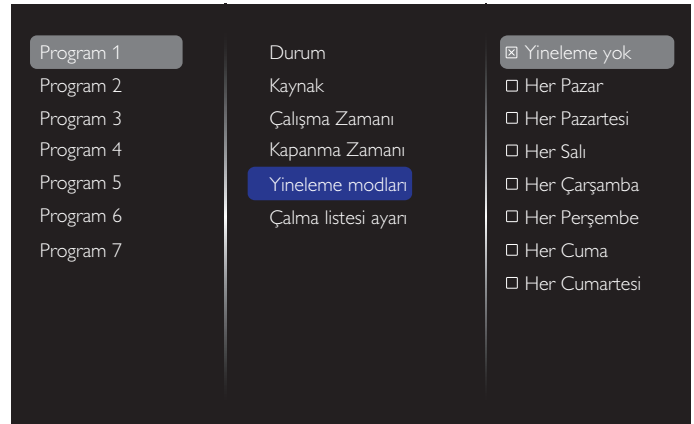 Program 1
Program 2
Program 3
Program 4
Program 5
Program 6
Program 7
Durum
Kaynak
Çalışma Zamanı
Kapanma Zamanı
Yineleme modları
Çalma listesi ayarı
Yineleme yok
Her Pazar
Her Pazartesi
Her Salı
Her Çarşamba
Her Perşembe
Her Cuma
Her Cumartesi